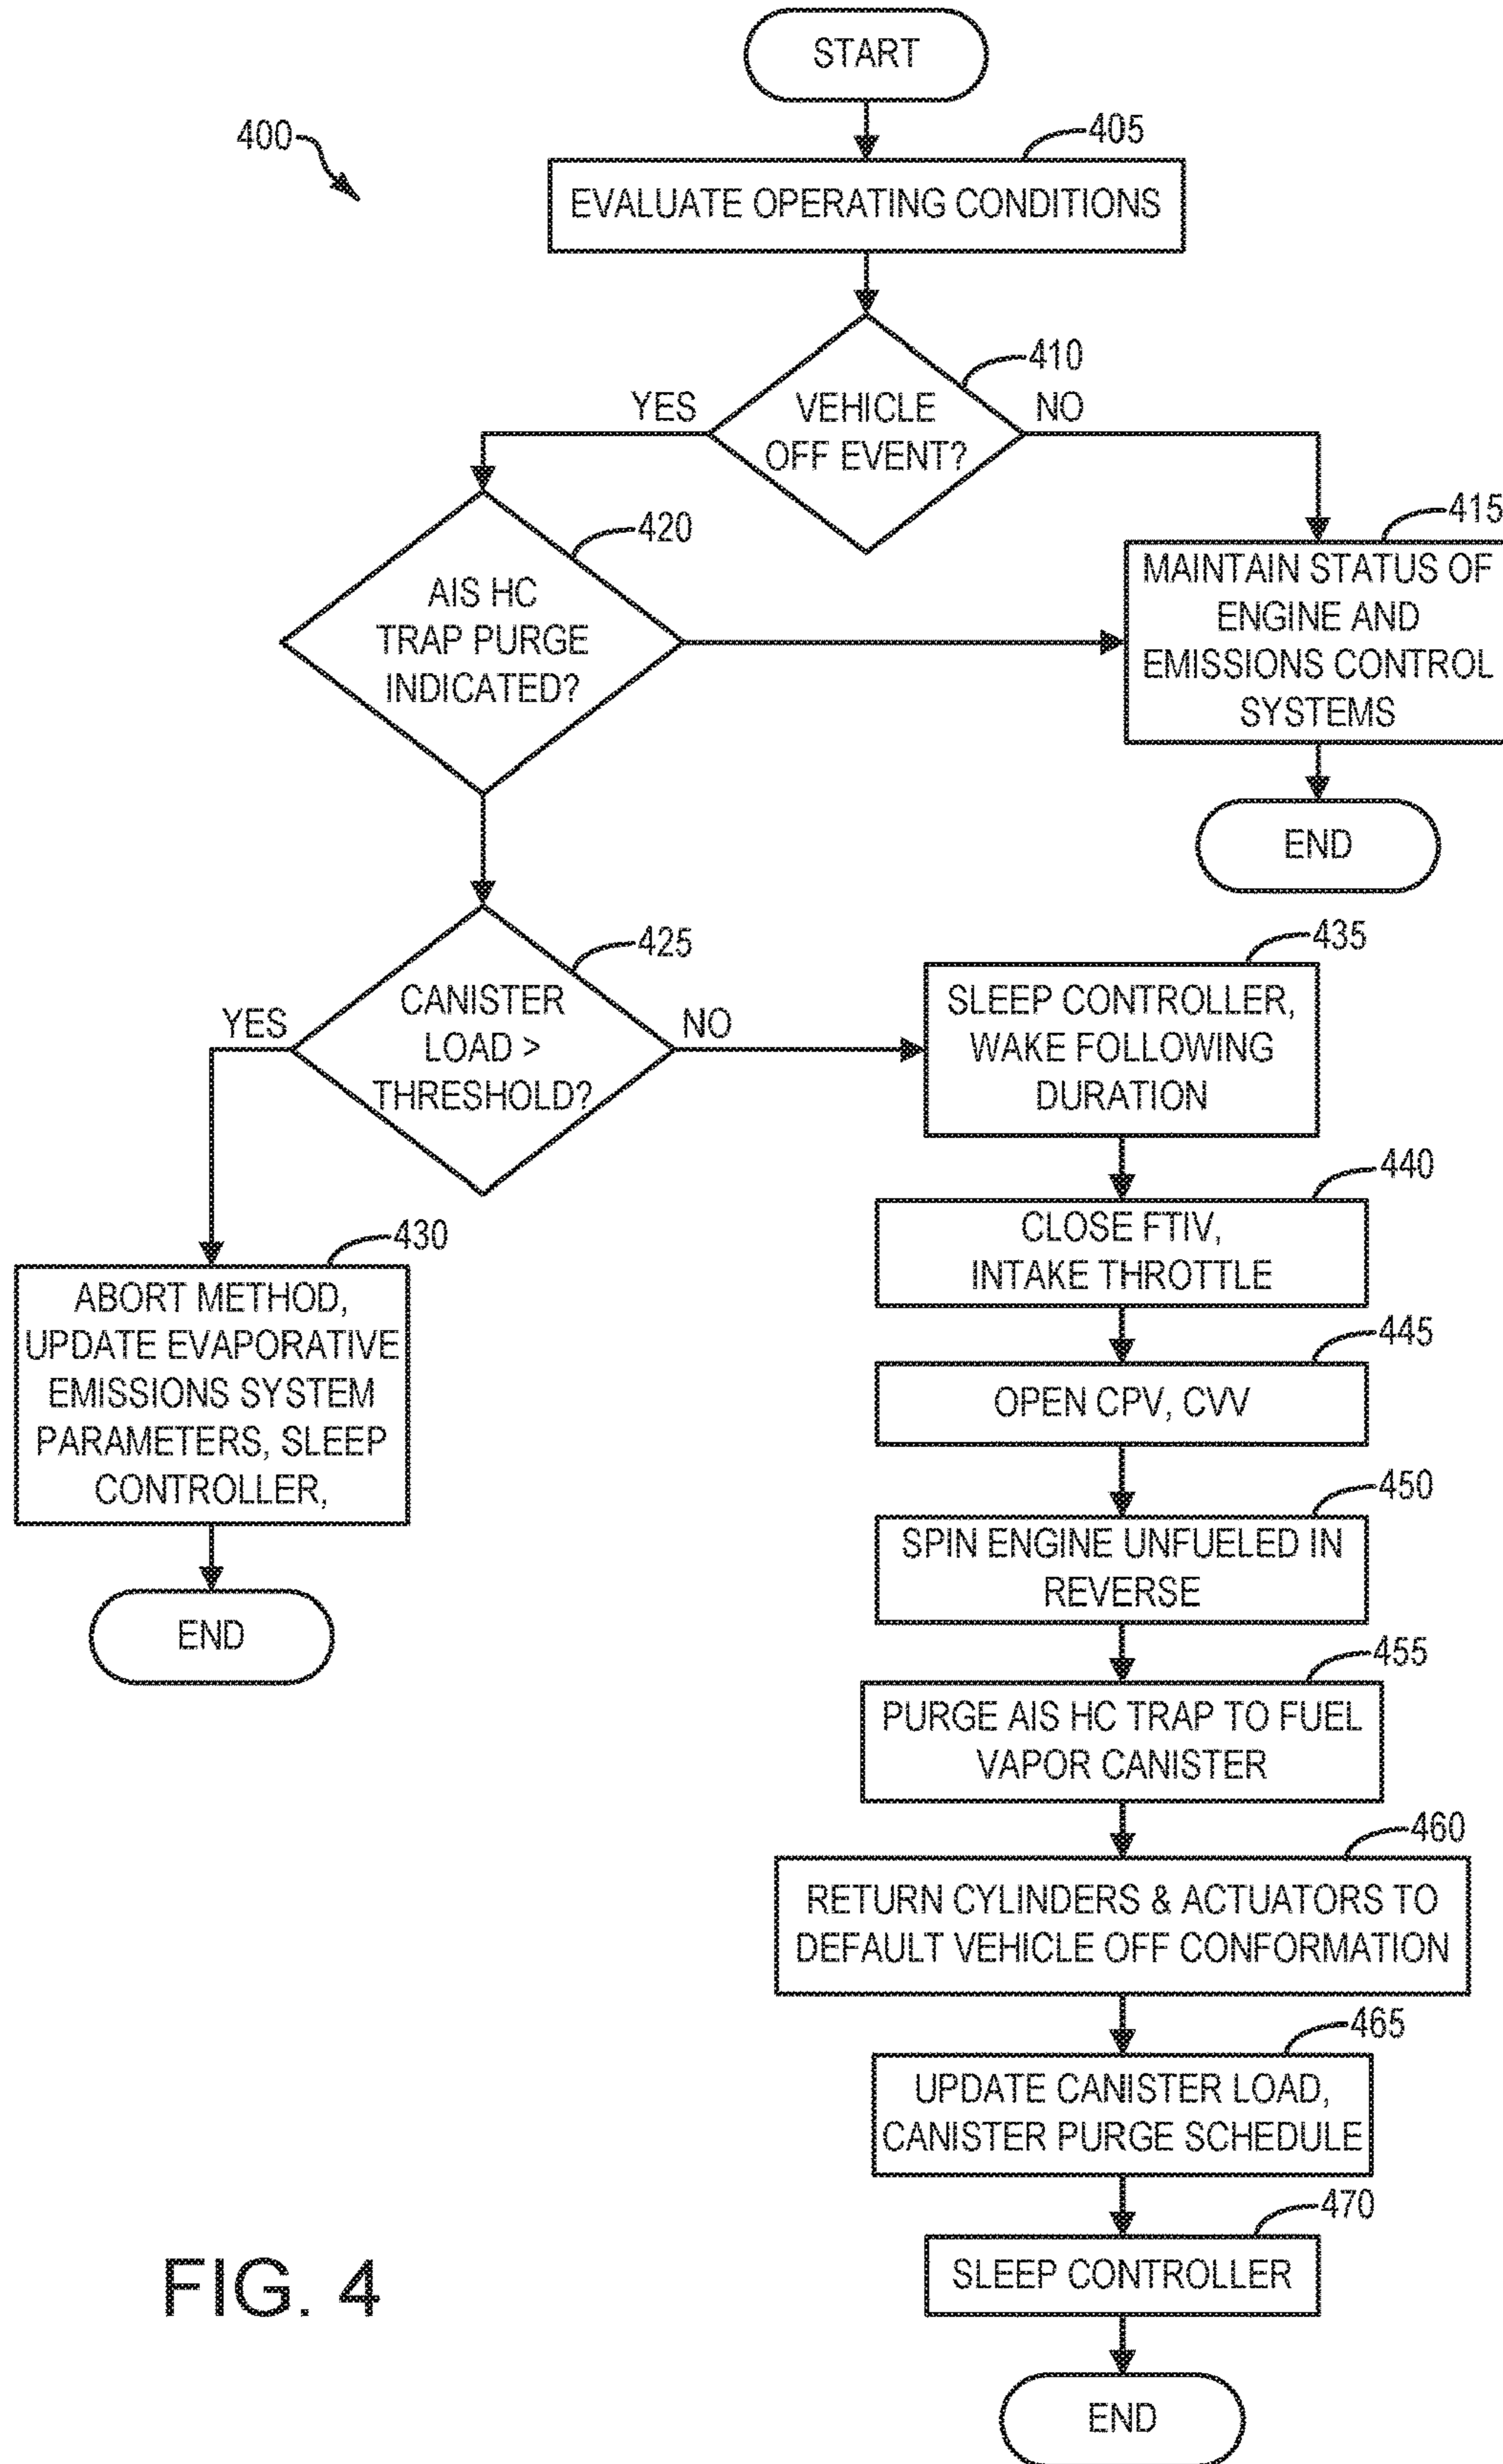 START
400
405
EVALUATE OPERATING CONDITIONS
410
YES
VEHICLE
OFF EVENT?
NO
420
AIS HC
TRAP PURGE
INDICATED?
415
MAINTAIN STATUS OF
ENGINE AND
EMISSIONS CONTROL
SYSTEMS
END
425
YES
CANISTER
LOAD >
THRESHOLD?
NO
435
SLEEP CONTROLLER,
WAKE FOLLOWING
DURATION
430
ABORT METHOD,
UPDATE EVAPORATIVE
EMISSIONS SYSTEM
PARAMETERS, SLEEP
CONTROLLER,
END
440
CLOSE FTIV,
INTAKE THROTTLE
445
OPEN CPV, CVV
450
SPIN ENGINE UNFUELED IN
REVERSE
455
PURGE AIS HC TRAP TO FUEL
VAPOR CANISTER
460
RETURN CYLINDERS & ACTUATORS TO
DEFAULT VEHICLE OFF CONFORMATION
465
UPDATE CANISTER LOAD,
CANISTER PURGE SCHEDULE
470
SLEEP CONTROLLER
END
FIG. 4